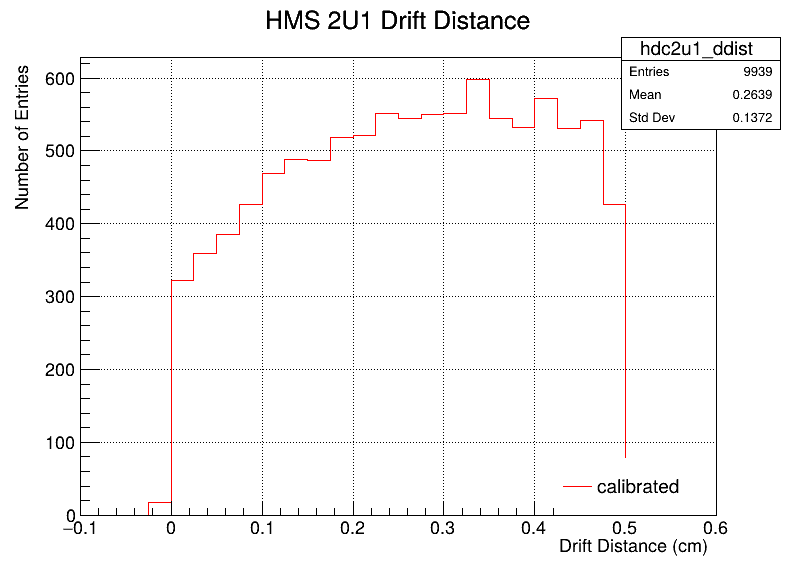 HMS 2U1 Drift Distance
hdc2u1_ddist
Entries 9939
Mean 0.2639
Std Dev 0.1372
Number of Entries
600
500
400
300
200
100
0
−0.1 0 0.1 0.2 0.3 0.4 0.5 0.6
calibrated
Drift Distance (cm)